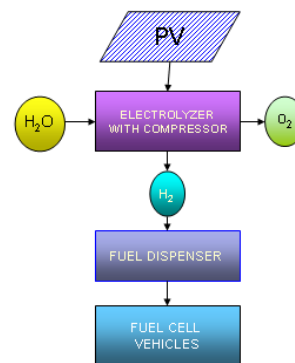 PV
ELECTROLYZER
WITH COMPRESSOR
H₂O
O₂
H₂
FUEL DISPENSER
FUEL CELL
VEHICLES